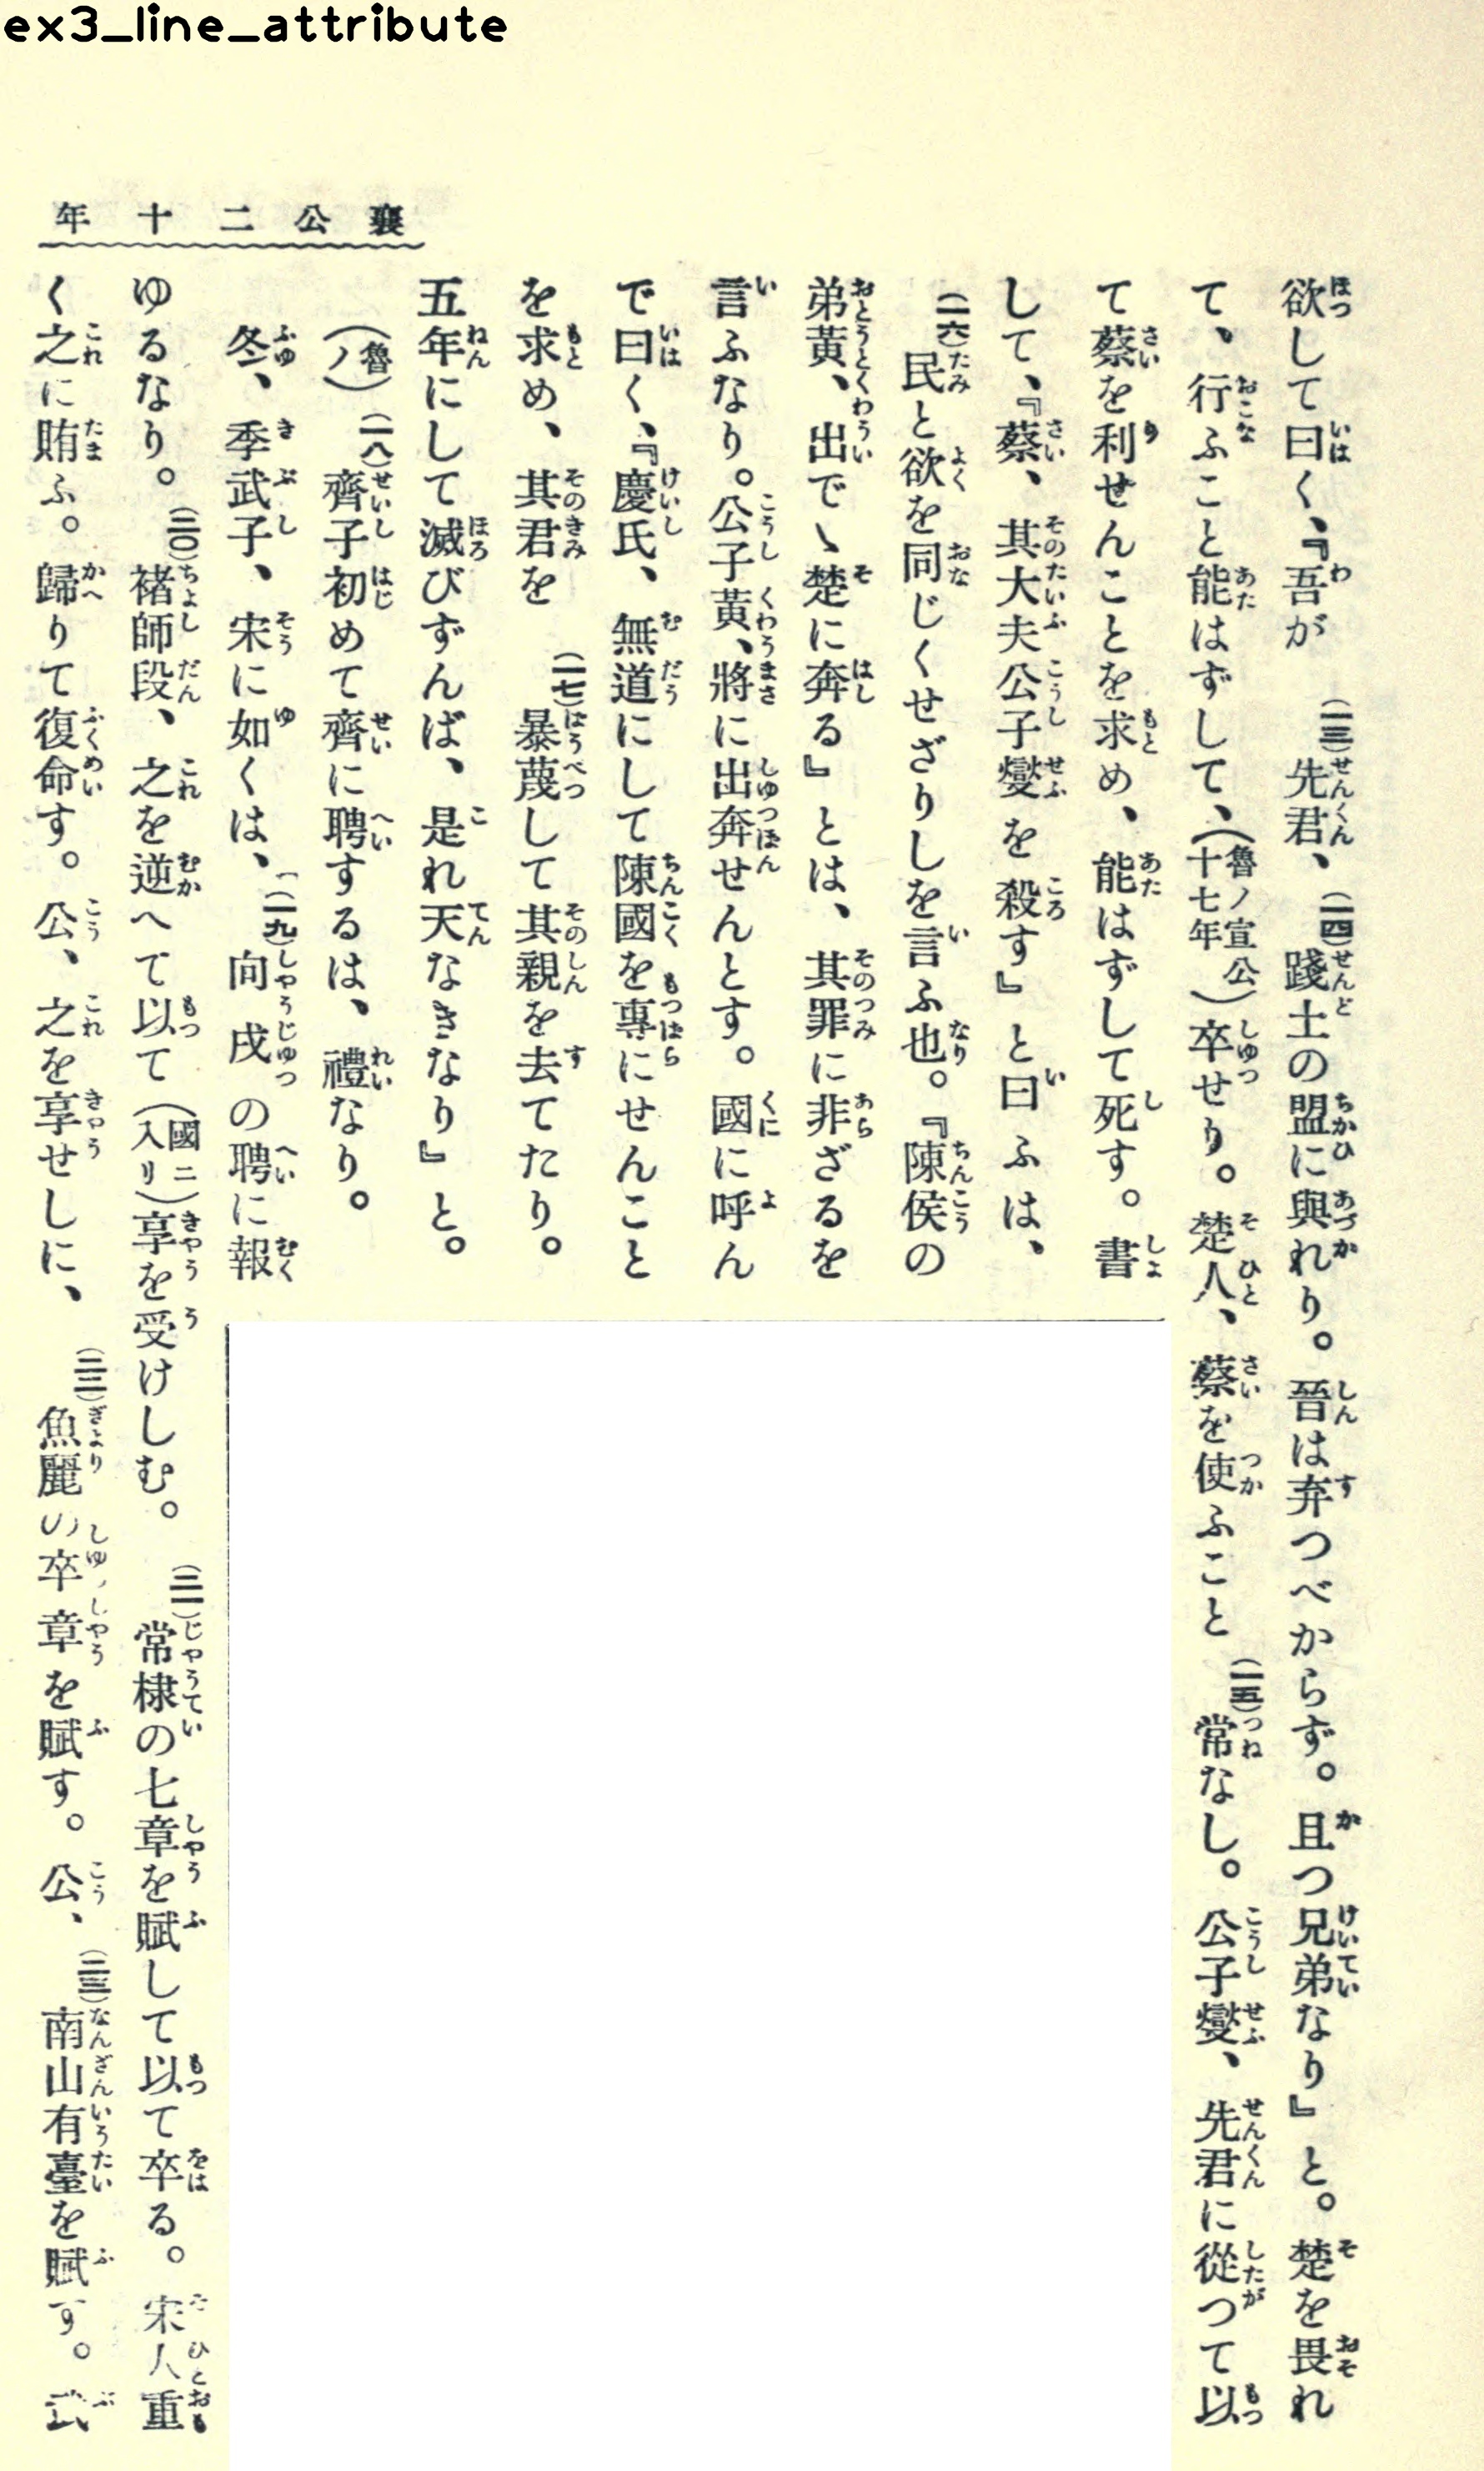 ex3_line_attribute
襄公二十年
欲して曰く、『吾が（一三）先君、（一四）踐土の盟に與れり。晉は弃つべからず。且つ兄弟なり』と。楚を畏れ
て、行ふこと能はずして、（魯ノ宣公十七年）卒せり。楚人、蔡を使ふこと（一五）常なし。公子燮、先君に從つて以
て蔡を利せんことを求め、能はずして死す。書
して、『蔡、其大夫公子燮を殺す』と曰ふは、
（一六）民と欲を同じくせざりしを言ふ也。『陳侯の
弟黃、出で、楚に奔る』とは、其罪に非ざるを
言ふなり。公子黃、將に出奔せんとす。國に呼ん
で曰く、『慶氏、無道にして陳國を專にせんこと
を求め、其君を（一七）暴蔑して其親を去てたり。
五年にして滅びずんば、是れ天なきなり』と。
（魯ノ）（一八）齊子初めて齊に聘するは、禮なり。
冬、季武子、宋に如くは、（一九）向戌の聘に報
ゆるなり。（二〇）褚師段、之を逆へて以て（國ニ入リ）享を受けしむ。（二一）常棣の七章を賦して以て卒る。宋人重
く之に賄ふ。歸りて復命す。公、之を享せしに、（二二）魚麗の卒章を賦す。公、（二三）南山有臺を賦す。武